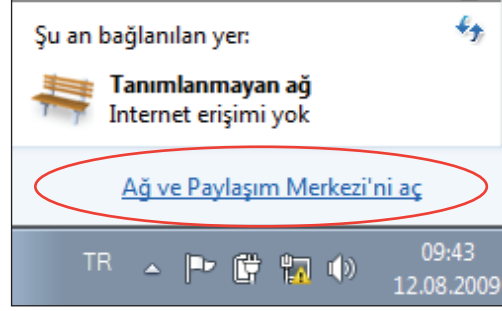 Şu an bağlanılan yer:
Tanımlanmayan ağ
Internet erişimi yok
Ağ ve Paylaşım Merkezi'ni aç
TR
09:43
12.08.2009